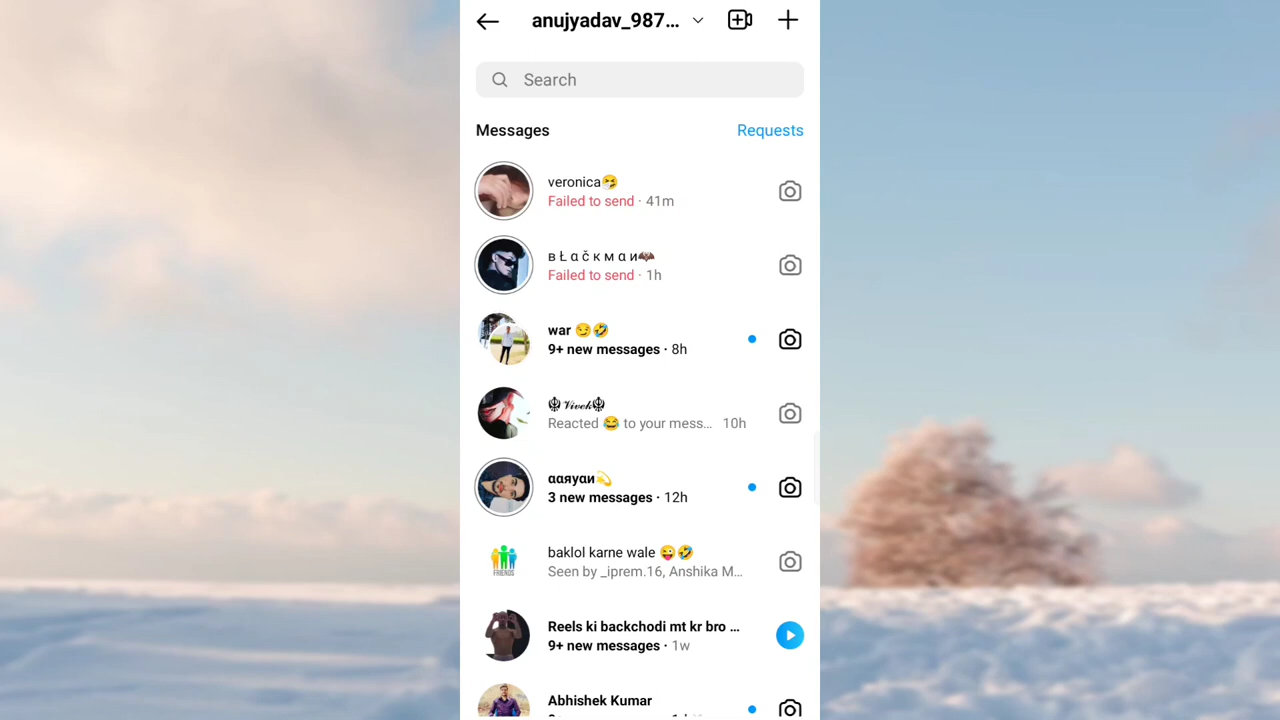 anujyadav_987...
Search
Messages
Requests
veronica🤧
Failed to send · 41m
в Ł ɑ č к м ɑ и🦇
Failed to send · 1h
war 😏🤣
9+ new messages · 8h
☬𝓥𝓲𝓿𝓮𝓴☬
Reacted 😂 to your mess... 10h
ααяуαи💫
3 new messages · 12h
baklol karne wale 😜🤣
Seen by _iprem.16, Anshika M...
FRIENDS
Reels ki backchodi mt kr bro ...
9+ new messages · 1w
Abhishek Kumar